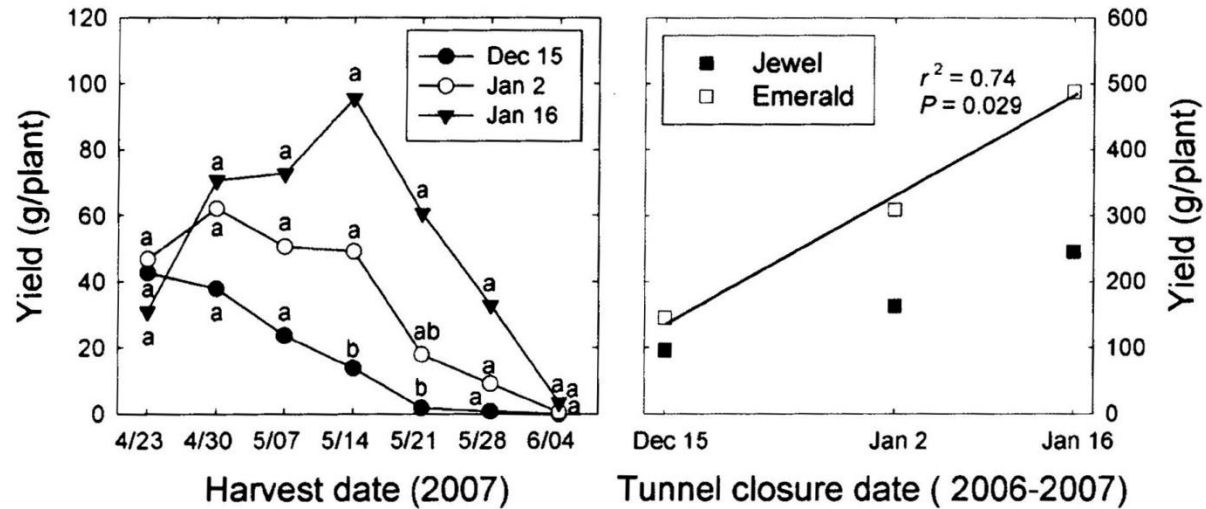 120
100
80
60
40
20
0
Yield (g/plant)
Dec 15
Jan 2
Jan 16
a
a
a
a
a
a
a
a
a
a
a
a
a
b
a
ab
b
a
a
a
a
a
a
4/23 4/30 5/07 5/14 5/21 5/28 6/04
Harvest date (2007)
Jewel
Emerald
r² = 0.74
P = 0.029
600
500
400
300
200
100
0
Yield (g/plant)
Dec 15 Jan 2 Jan 16
Tunnel closure date ( 2006-2007)